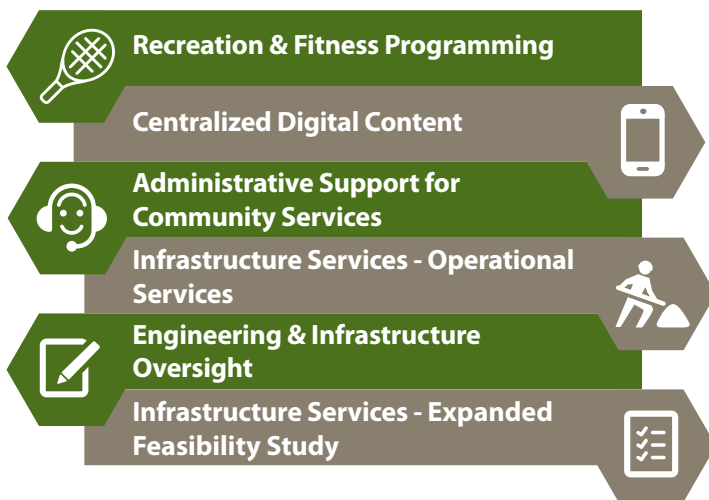 Recreation & Fitness Programming
Centralized Digital Content
Administrative Support for
Community Services
Infrastructure Services - Operational
Services
Engineering & Infrastructure
Oversight
Infrastructure Services - Expanded
Feasibility Study